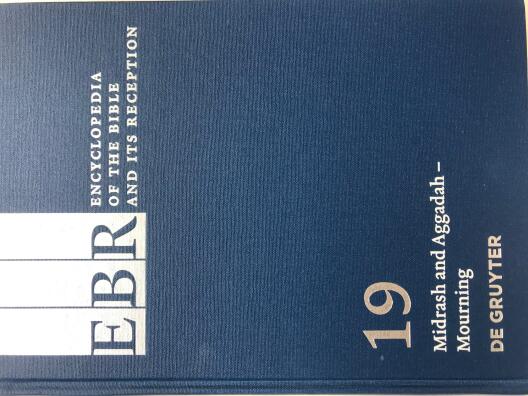 EBR
ENCYCLOPEDIA
OF THE BIBLE
AND ITS RECEPTION
19
Midrash and Aggadah –
Mourning
DE GRUYTER